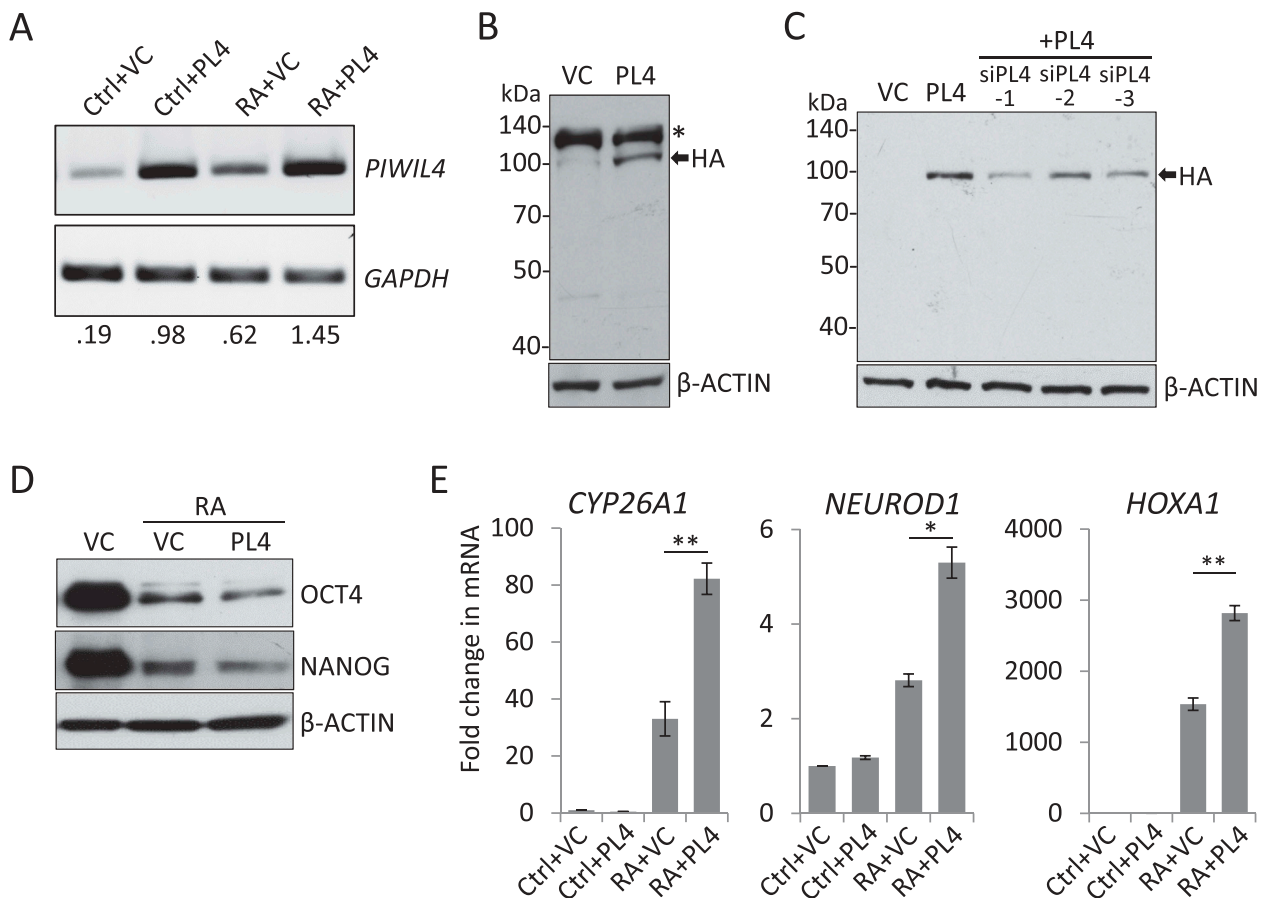 A
Ctrl+VC
Ctrl+PL4
RA+VC
RA+PL4
PIWIL4
GAPDH
.19 .98 .62 1.45
B
VC PL4
kDa
140
*
100
HA
70
50
40
β-ACTIN
C
+PL4
siPL4 siPL4 siPL4
VC PL4 -1 -2 -3
kDa
140
100
HA
70
50
40
β-ACTIN
D
RA
VC VC PL4
OCT4
NANOG
β-ACTIN
E
Fold change in mRNA
CYP26A1
100
80
60
40
20
0
**
Ctrl+VC
Ctrl+PL4
RA+VC
RA+PL4
NEUROD1
6
4
2
0
*
Ctrl+VC
Ctrl+PL4
RA+VC
RA+PL4
HOXA1
4000
3000
2000
1000
0
**
Ctrl+VC
Ctrl+PL4
RA+VC
RA+PL4